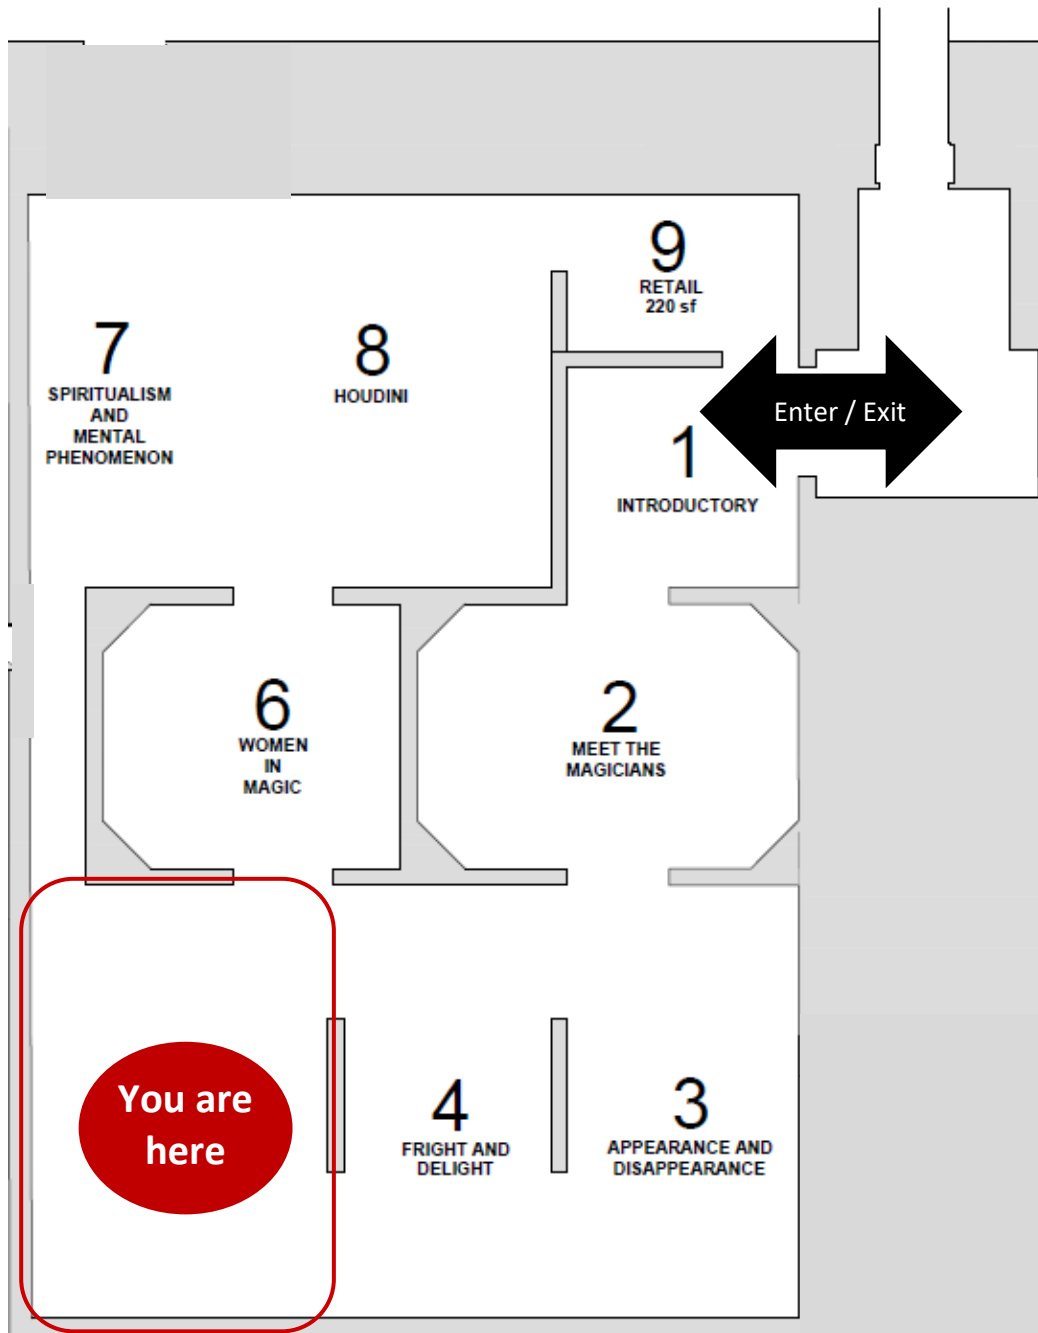 9
RETAIL
220 sf
7
SPIRITUALISM
AND
MENTAL
PHENOMENON
8
HOUDINI
Enter / Exit
1
INTRODUCTORY
6
WOMEN
IN
MAGIC
2
MEET THE
MAGICIANS
You are
here
4
FRIGHT AND
DELIGHT
3
APPEARANCE AND
DISAPPEARANCE